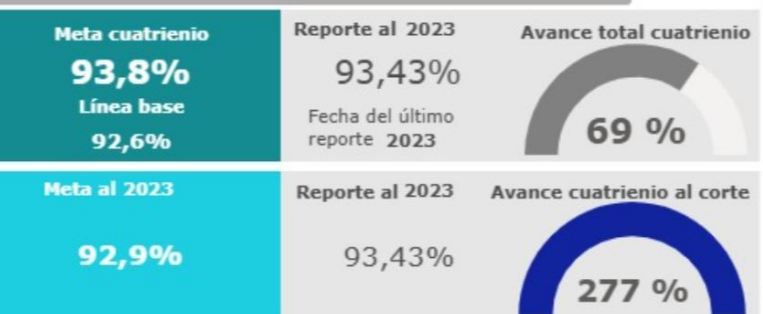 Meta cuatrienio
93,8%
Línea base
92,6%
Reporte al 2023
93,43%
Fecha del último
reporte 2023
Avance total cuatrienio
69 %
Meta al 2023
92,9%
Reporte al 2023
93,43%
Avance cuatrienio al corte
277 %